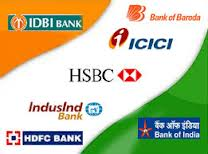 IDBI BANK
Bank of Baroda
ICICI
HSBC
IndusInd
Bank
HDFC BANK
बैंक ऑफ़ इंडिया
Bank of India